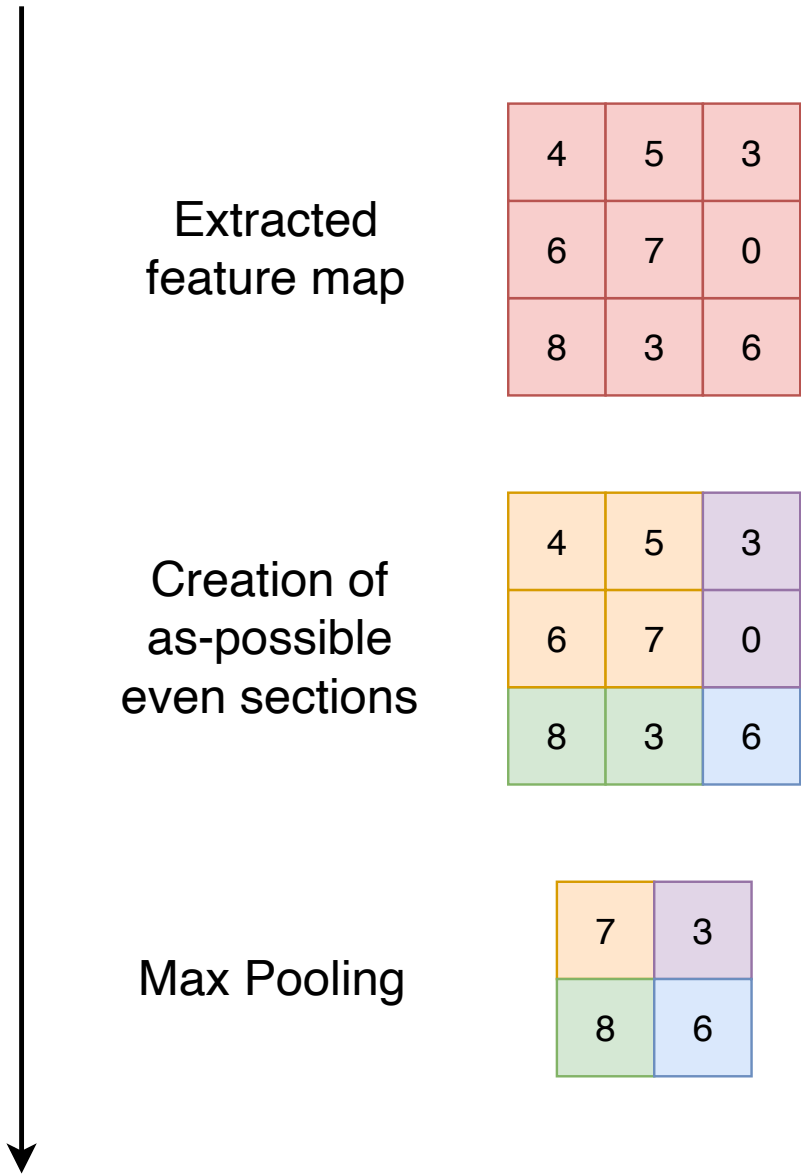 Extracted
feature map
4 5 3
6 7 0
8 3 6
Creation of
as-possible
even sections
4 5 3
6 7 0
8 3 6
Max Pooling
7 3
8 6